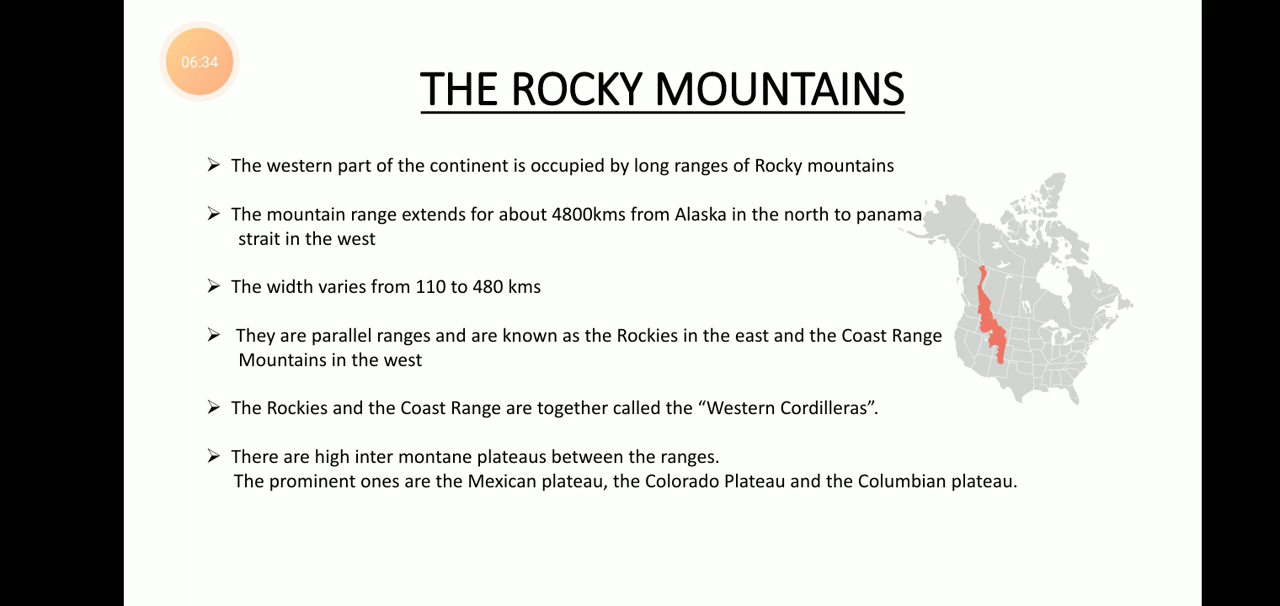 06:34
THE ROCKY MOUNTAINS
➢ The western part of the continent is occupied by long ranges of Rocky mountains
➢ The mountain range extends for about 4800kms from Alaska in the north to panama
strait in the west
➢ The width varies from 110 to 480 kms
➢ They are parallel ranges and are known as the Rockies in the east and the Coast Range
Mountains in the west
➢ The Rockies and the Coast Range are together called the “Western Cordilleras”.
➢ There are high inter montane plateaus between the ranges.
The prominent ones are the Mexican plateau, the Colorado Plateau and the Columbian plateau.